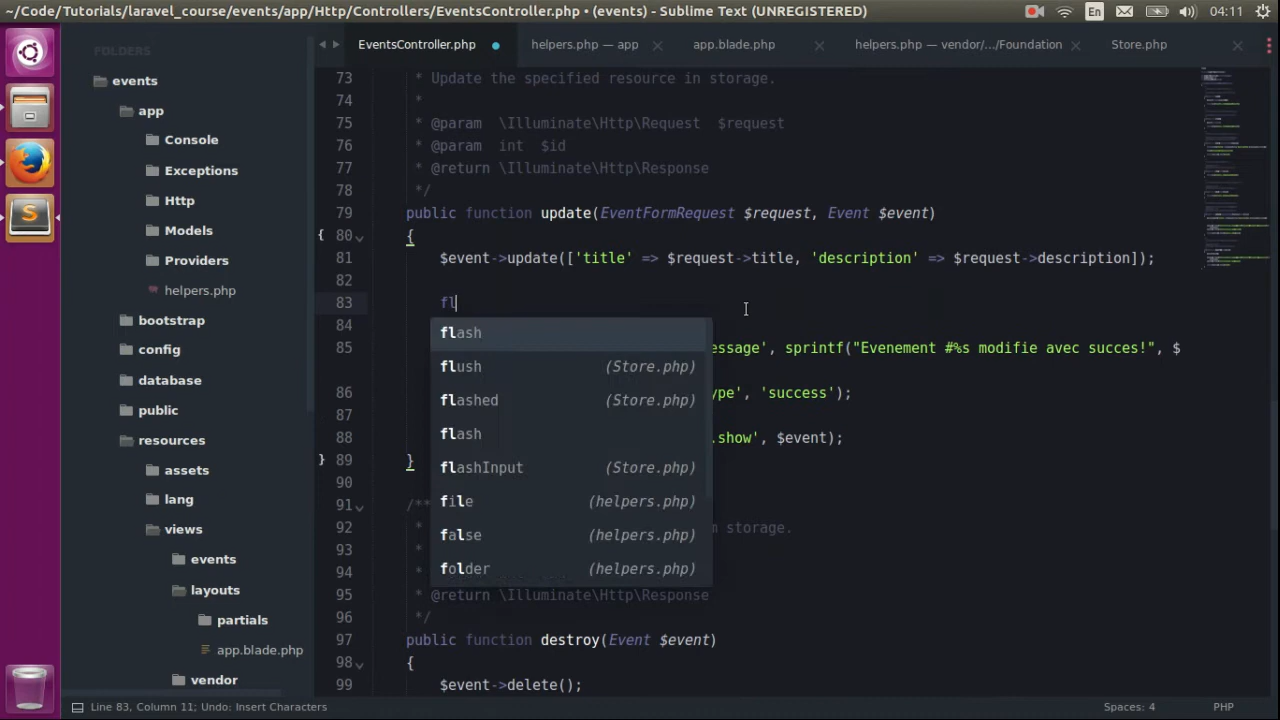 ~/Code/Tutorials/laravel_course/events/app/Http/Controllers/EventsController.php • (events) - Sublime Text (UNREGISTERED)
En
04:11
FOLDERS
events
app
Console
Exceptions
Http
Models
Providers
helpers.php
bootstrap
config
database
public
resources
assets
lang
views
events
layouts
partials
app.blade.php
vendor
EventsController.php
helpers.php — app
app.blade.php
helpers.php — vendor/.../Foundation
Store.php
73 * Update the specified resource in storage.
74 *
75 * @param \Illuminate\Http\Request $request
76 * @param int $id
77 * @return \Illuminate\Http\Response
78 */
79 public function update(EventFormRequest $request, Event $event)
{ 80 {
81 $event->update(['title' => $request->title, 'description' => $request->description]);
82
83 fl
84
85 essage', sprintf("Evenement #%s modifie avec succes!", $
86 ype', 'success');
87
88 .show', $event);
} 89 }
90
91 /**
92 * m storage.
93 *
94 *
95 * @return \Illuminate\Http\Response
96 */
97 public function destroy(Event $event)
98 {
99 $event->delete();
flash
flush (Store.php)
flashed (Store.php)
flash
flashInput (Store.php)
file (helpers.php)
false (helpers.php)
folder (helpers.php)
Line 83, Column 11; Undo: Insert Characters
Spaces: 4
PHP